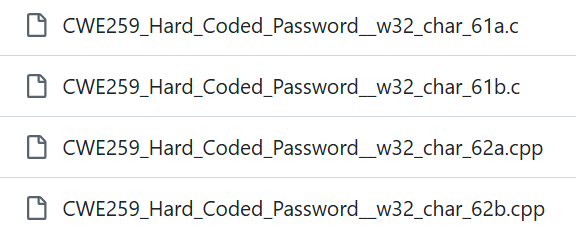 CWE259_Hard_Coded_Password__w32_char_61a.c
CWE259_Hard_Coded_Password__w32_char_61b.c
CWE259_Hard_Coded_Password__w32_char_62a.cpp
CWE259_Hard_Coded_Password__w32_char_62b.cpp